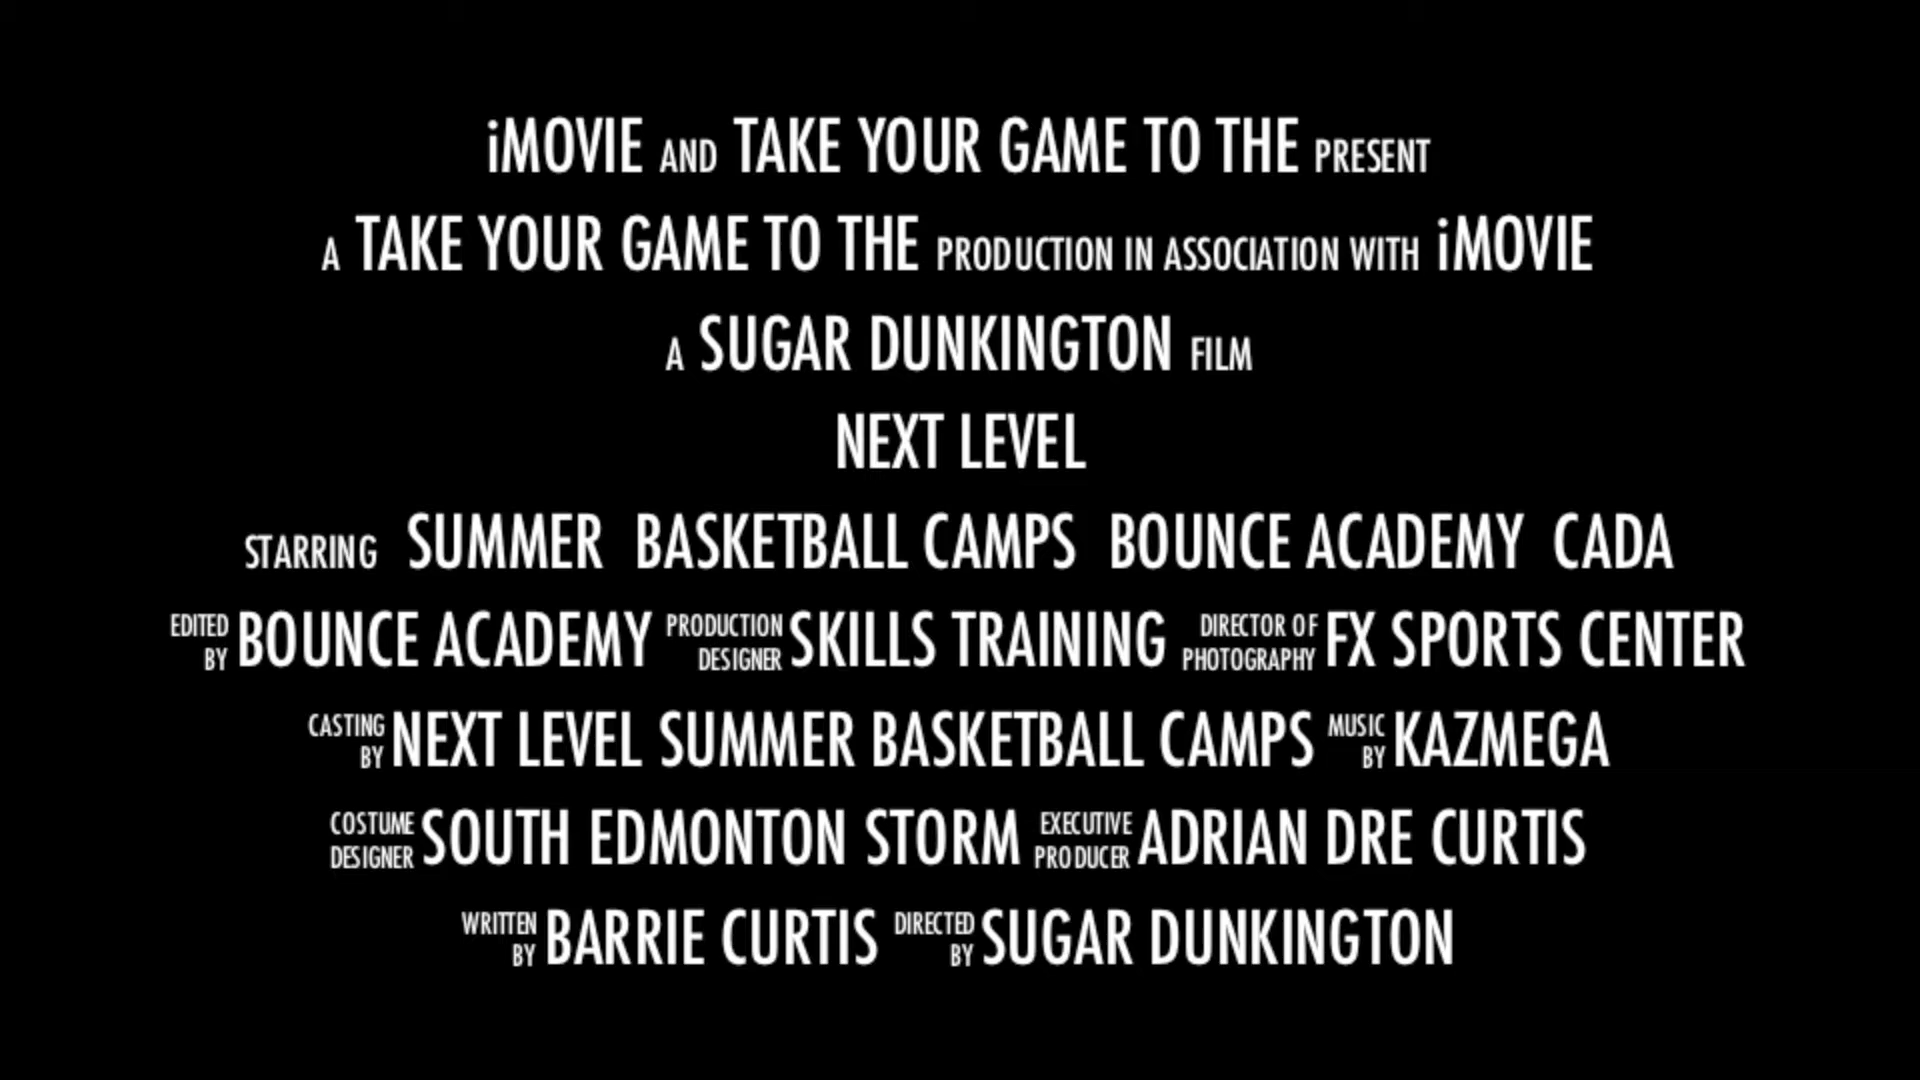 iMOVIE AND TAKE YOUR GAME TO THE PRESENT
A TAKE YOUR GAME TO THE PRODUCTION IN ASSOCIATION WITH iMOVIE
A SUGAR DUNKINGTON FILM
NEXT LEVEL
STARRING SUMMER BASKETBALL CAMPS BOUNCE ACADEMY CADA
EDITED BY BOUNCE ACADEMY PRODUCTION DESIGNER SKILLS TRAINING DIRECTOR OF PHOTOGRAPHY FX SPORTS CENTER
CASTING BY NEXT LEVEL SUMMER BASKETBALL CAMPS MUSIC BY KAZMEGA
COSTUME DESIGNER SOUTH EDMONTON STORM EXECUTIVE PRODUCER ADRIAN DRE CURTIS
WRITTEN BY BARRIE CURTIS DIRECTED BY SUGAR DUNKINGTON